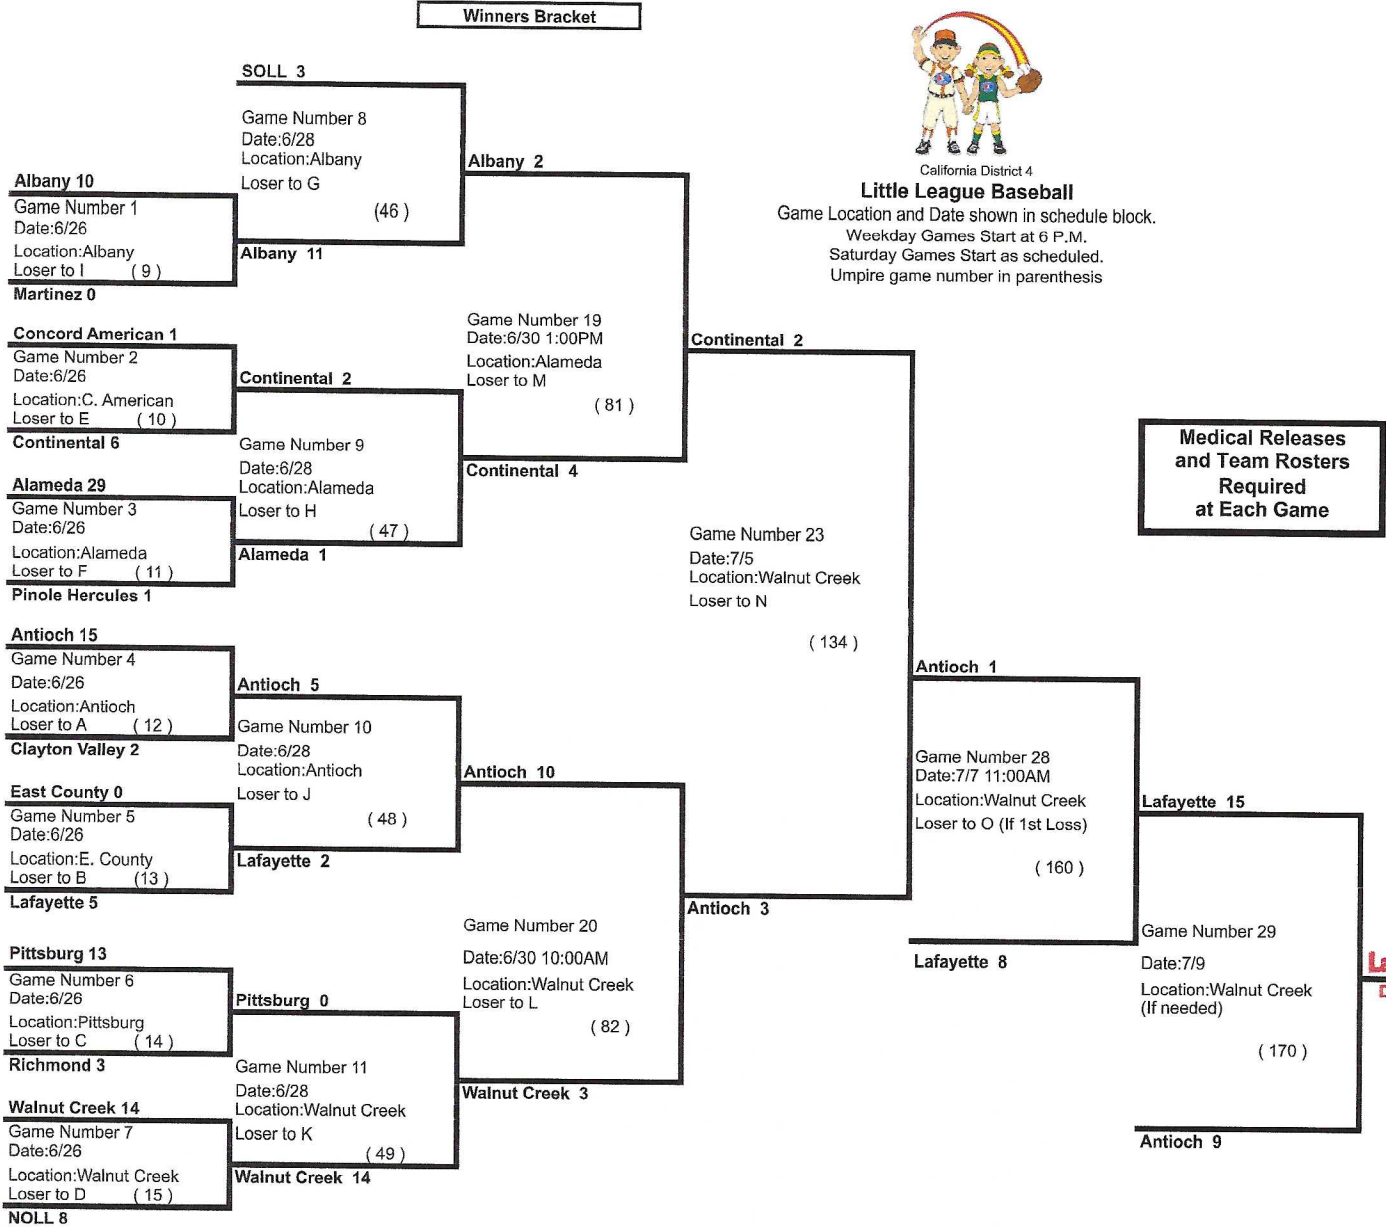 Winners Bracket
California District 4
Little League Baseball
Game Location and Date shown in schedule block.
Weekday Games Start at 6 P.M.
Saturday Games Start as scheduled.
Umpire game number in parenthesis
Medical Releases
and Team Rosters
Required
at Each Game
Albany 10
Game Number 1
Date:6/26
Location:Albany
Loser to I ( 9 )
Martinez 0
Concord American 1
Game Number 2
Date:6/26
Location:C. American
Loser to E ( 10 )
Continental 6
Alameda 29
Game Number 3
Date:6/26
Location:Alameda
Loser to F ( 11 )
Pinole Hercules 1
Antioch 15
Game Number 4
Date:6/26
Location:Antioch
Loser to A ( 12 )
Clayton Valley 2
East County 0
Game Number 5
Date:6/26
Location:E. County
Loser to B (13 )
Lafayette 5
Pittsburg 13
Game Number 6
Date:6/26
Location:Pittsburg
Loser to C ( 14 )
Richmond 3
Walnut Creek 14
Game Number 7
Date:6/26
Location:Walnut Creek
Loser to D ( 15 )
NOLL 8
SOLL 3
Game Number 8
Date:6/28
Location:Albany
Loser to G
(46 )
Albany 11
Continental 2
Game Number 9
Date:6/28
Location:Alameda
Loser to H
( 47 )
Alameda 1
Antioch 5
Game Number 10
Date:6/28
Location:Antioch
Loser to J
( 48 )
Lafayette 2
Pittsburg 0
Game Number 11
Date:6/28
Location:Walnut Creek
Loser to K
( 49 )
Walnut Creek 14
Albany 2
Game Number 19
Date:6/30 1:00PM
Location:Alameda
Loser to M
( 81 )
Continental 4
Antioch 10
Game Number 20
Date:6/30 10:00AM
Location:Walnut Creek
Loser to L
( 82 )
Walnut Creek 3
Continental 2
Game Number 23
Date:7/5
Location:Walnut Creek
Loser to N
( 134 )
Antioch 3
Antioch 1
Game Number 28
Date:7/7 11:00AM
Location:Walnut Creek
Loser to O (If 1st Loss)
( 160 )
Lafayette 8
Lafayette 15
Game Number 29
Date:7/9
Location:Walnut Creek
(If needed)
( 170 )
Antioch 9